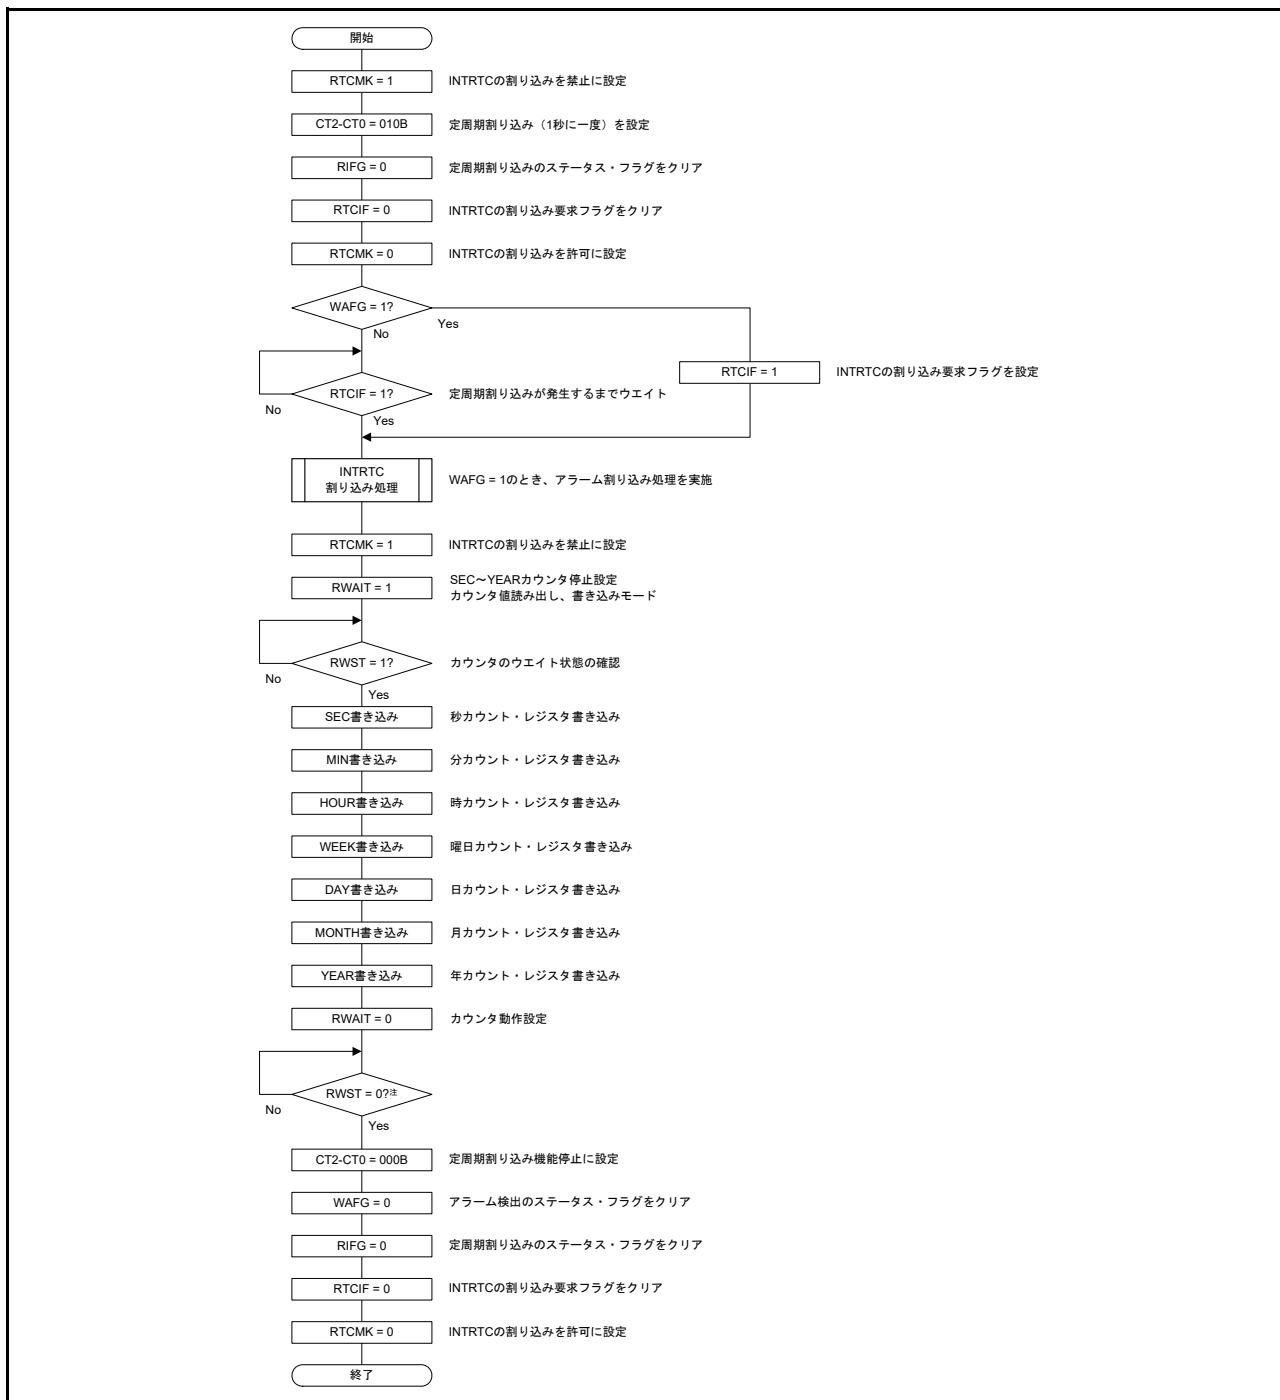 開始
RTCMK = 1
INTRTCの割り込みを禁止に設定
CT2-CT0 = 010B
定周期割り込み（1秒に一度）を設定
RIFG = 0
定周期割り込みのステータス・フラグをクリア
RTCIF = 0
INTRTCの割り込み要求フラグをクリア
RTCMK = 0
INTRTCの割り込みを許可に設定
WAFG = 1?
Yes
No
RTCIF = 1
INTRTCの割り込み要求フラグを設定
RTCIF = 1?
定周期割り込みが発生するまでウエイト
No
Yes
INTRTC
割り込み処理
WAFG = 1のとき、アラーム割り込み処理を実施
RTCMK = 1
INTRTCの割り込みを禁止に設定
RWAIT = 1
SEC～YEARカウンタ停止設定
カウンタ値読み出し、書き込みモード
RWST = 1?
カウンタのウエイト状態の確認
No
Yes
SEC書き込み
秒カウント・レジスタ書き込み
MIN書き込み
分カウント・レジスタ書き込み
HOUR書き込み
時カウント・レジスタ書き込み
WEEK書き込み
曜日カウント・レジスタ書き込み
DAY書き込み
日カウント・レジスタ書き込み
MONTH書き込み
月カウント・レジスタ書き込み
YEAR書き込み
年カウント・レジスタ書き込み
RWAIT = 0
カウンタ動作設定
RWST = 0?注
No
Yes
CT2-CT0 = 000B
定周期割り込み機能停止に設定
WAFG = 0
アラーム検出のステータス・フラグをクリア
RIFG = 0
定周期割り込みのステータス・フラグをクリア
RTCIF = 0
INTRTCの割り込み要求フラグをクリア
RTCMK = 0
INTRTCの割り込みを許可に設定
終了